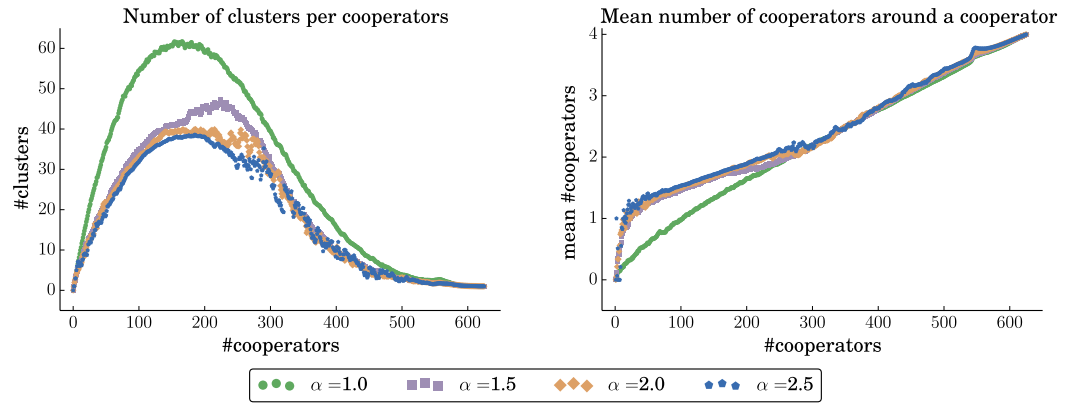 Number of clusters per cooperators
60
50
40
30
20
10
0
#clusters
0 100 200 300 400 500 600
#cooperators
Mean number of cooperators around a cooperator
4
3
2
1
0
mean #cooperators
0 100 200 300 400 500 600
#cooperators
α =1.0 α =1.5 α =2.0 α =2.5